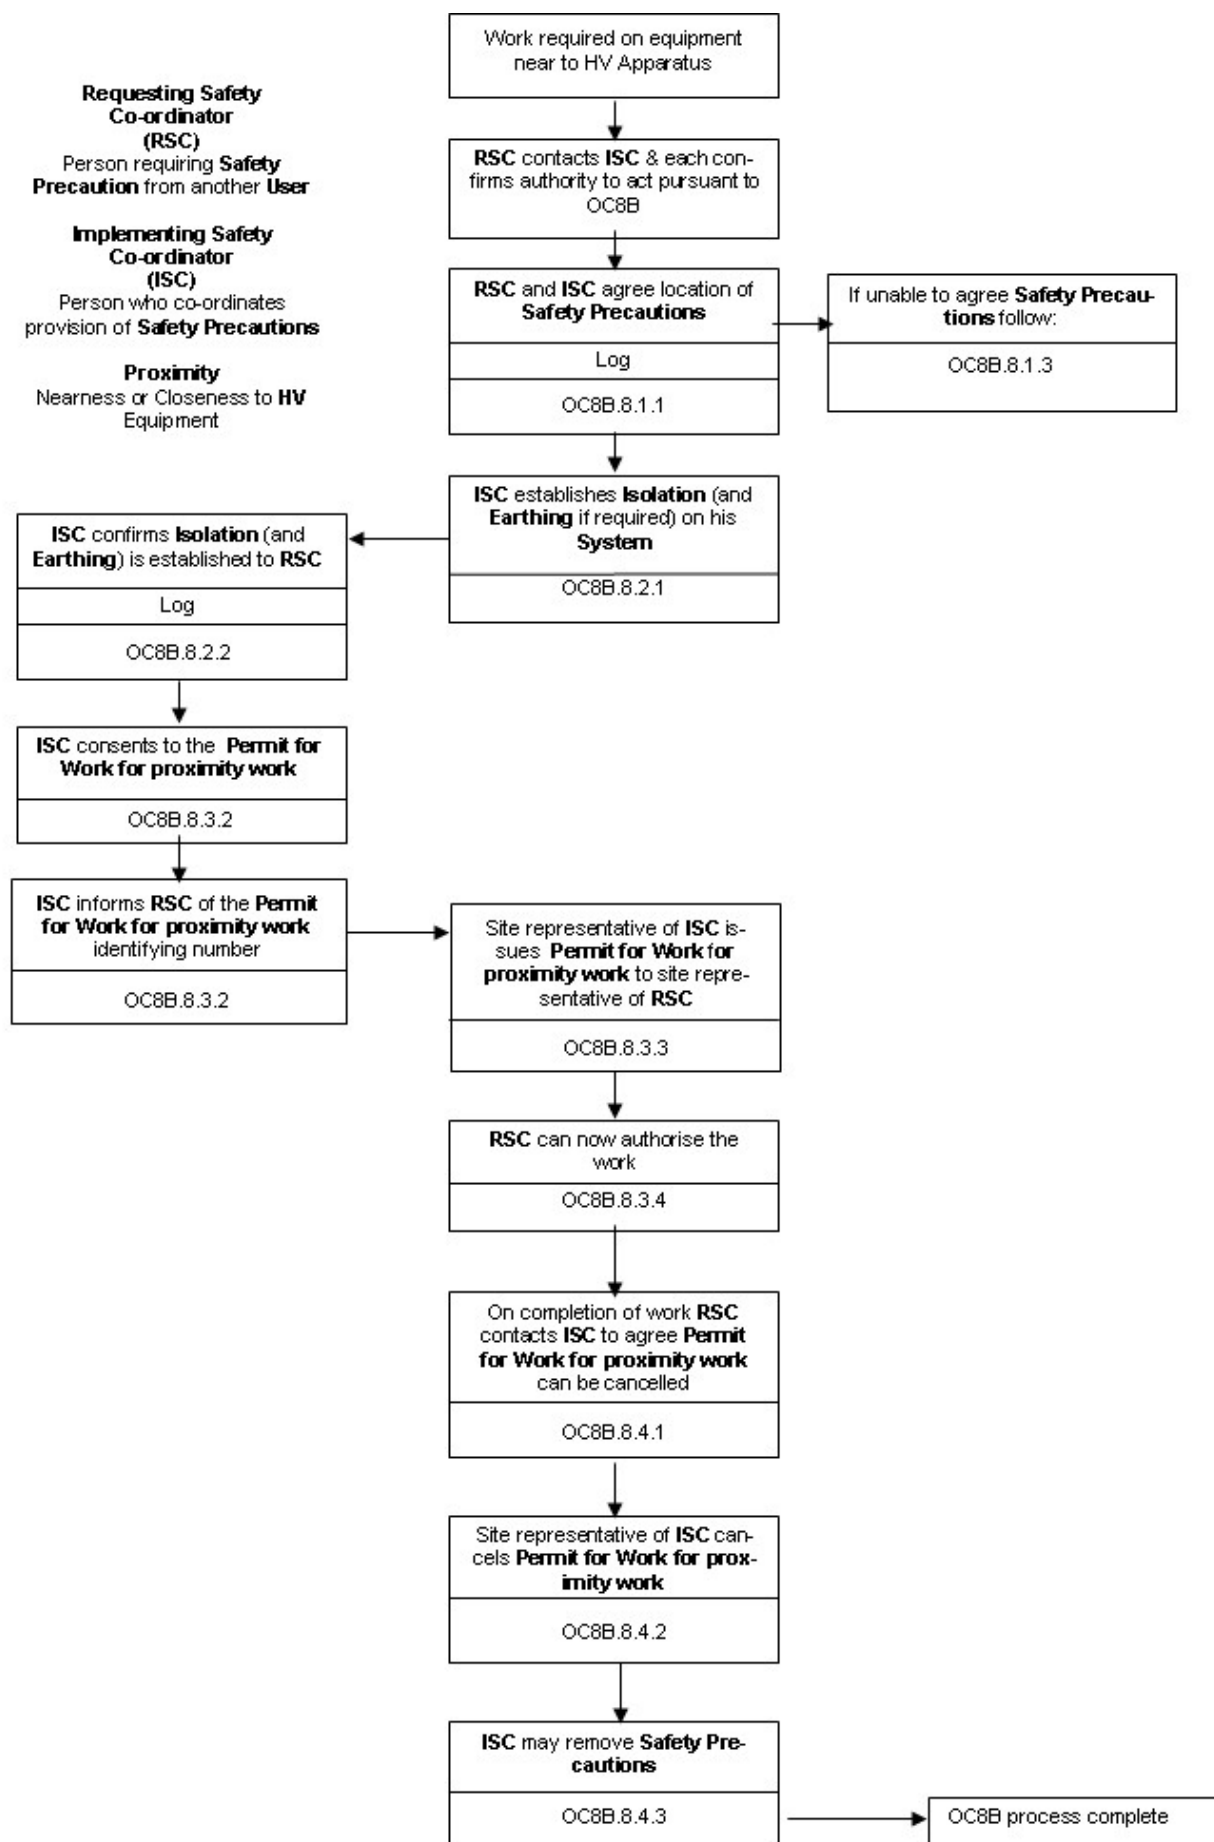 Work required on equipment
near to HV Apparatus
Requesting Safety
Co-ordinator
(RSC)
Person requiring Safety
Precaution from another User
Implementing Safety
Co-ordinator
(ISC)
Person who co-ordinates
provision of Safety Precautions
Proximity
Nearness or Closeness to HV
Equipment
RSC contacts ISC & each con-
firms authority to act pursuant to
OC8B
RSC and ISC agree location of
Safety Precautions
Log
OC8B.8.1.1
If unable to agree Safety Precau-
tions follow:
OC8B.8.1.3
ISC establishes Isolation (and
Earthing if required) on his
System
OC8B.8.2.1
ISC confirms Isolation (and
Earthing) is established to RSC
Log
OC8B.8.2.2
ISC consents to the Permit for
Work for proximity work
OC8B.8.3.2
ISC informs RSC of the Permit
for Work for proximity work
identifying number
OC8B.8.3.2
Site representative of ISC is-
sues Permit for Work for
proximity work to site repre-
sentative of RSC
OC8B.8.3.3
RSC can now authorise the
work
OC8B.8.3.4
On completion of work RSC
contacts ISC to agree Permit
for Work for proximity work
can be cancelled
OC8B.8.4.1
Site representative of ISC can-
cels Permit for Work for prox-
imity work
OC8B.8.4.2
ISC may remove Safety Pre-
cautions
OC8B.8.4.3
OC8B process complete